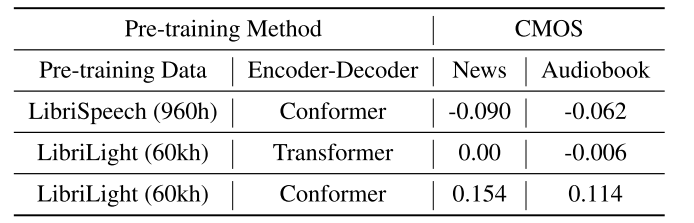 Pre-training Method CMOS
Pre-training Data Encoder-Decoder News Audiobook
LibriSpeech (960h) Conformer -0.090 -0.062
LibriLight (60kh) Transformer 0.00 -0.006
LibriLight (60kh) Conformer 0.154 0.114